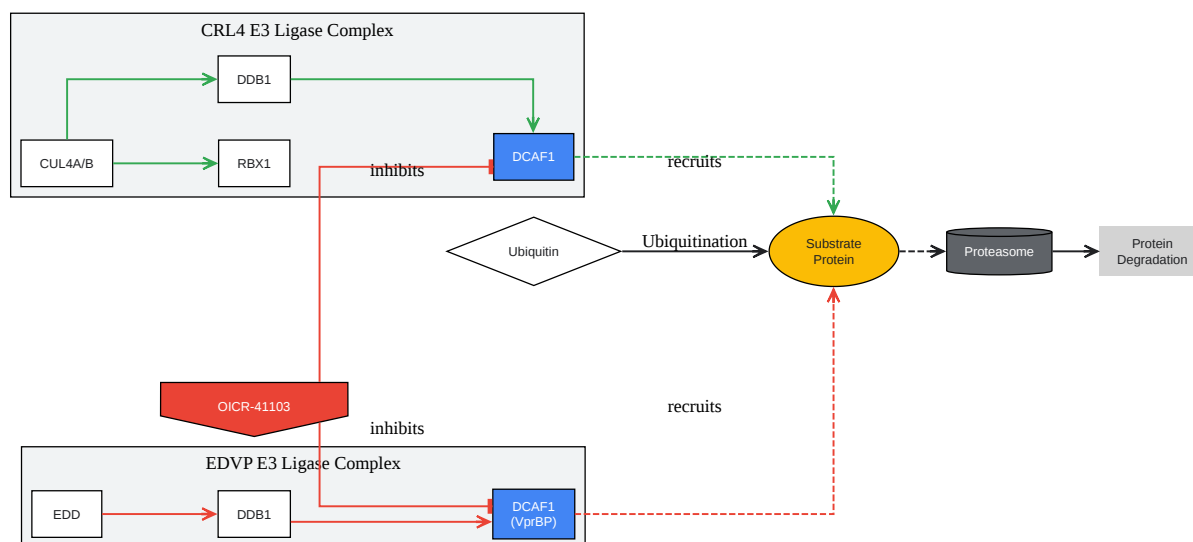 CRL4 E3 Ligase Complex
DDB1
CUL4A/B
RBX1
DCAF1
inhibits
recruits
Ubiquitin
Ubiquitination
Substrate
Protein
Proteasome
Protein
Degradation
OICR-41103
inhibits
recruits
EDVP E3 Ligase Complex
EDD
DDB1
DCAF1
(VprBP)